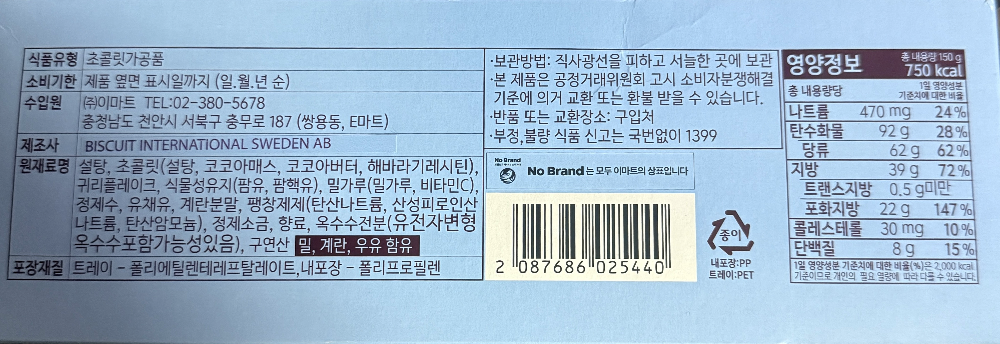 식품유형 초콜릿가공품
소비기한 제품 옆면 표시일까지 (일.월.년 순)
수입원 ㈜이마트 TEL:02-380-5678
충청남도 천안시 서북구 충무로 187 (쌍용동, E마트)
제조사 BISCUIT INTERNATIONAL SWEDEN AB
원재료명 설탕, 초콜릿(설탕, 코코아매스, 코코아버터, 해바라기레시틴),
귀리플레이크, 식물성유지(팜유, 팜핵유), 밀가루(밀가루, 비타민C),
정제수, 유채유, 계란분말, 팽창제제(탄산나트륨, 산성피로인산
나트륨, 탄산암모늄), 정제소금, 향료, 옥수수전분(유전자변형
옥수수포함가능성있음), 구연산 밀, 계란, 우유 함유
포장재질 트레이 - 폴리에틸렌테레프탈레이트,내포장 - 폴리프로필렌
·보관방법: 직사광선을 피하고 서늘한 곳에 보관
·본 제품은 공정거래위원회 고시 소비자분쟁해결
기준에 의거 교환 또는 환불 받을 수 있습니다.
·반품 또는 교환장소: 구입처
·부정,불량 식품 신고는 국번없이 1399
No Brand
No Brand는 모두 이마트의 상표입니다
2 087686 025440
종이
내포장:PP
트레이:PET
영양정보 총 내용량 150 g
750 kcal
총 내용량당 1일 영양성분
기준치에 대한 비율
나트륨 470 mg 24%
탄수화물 92 g 28%
당류 62 g 62%
지방 39 g 72%
트랜스지방 0.5 g미만
포화지방 22 g 147%
콜레스테롤 30 mg 10%
단백질 8 g 15%
1일 영양성분 기준치에 대한 비율(%)은 2,000 kcal
기준이므로 개인의 필요 열량에 따라 다를 수 있습니다.